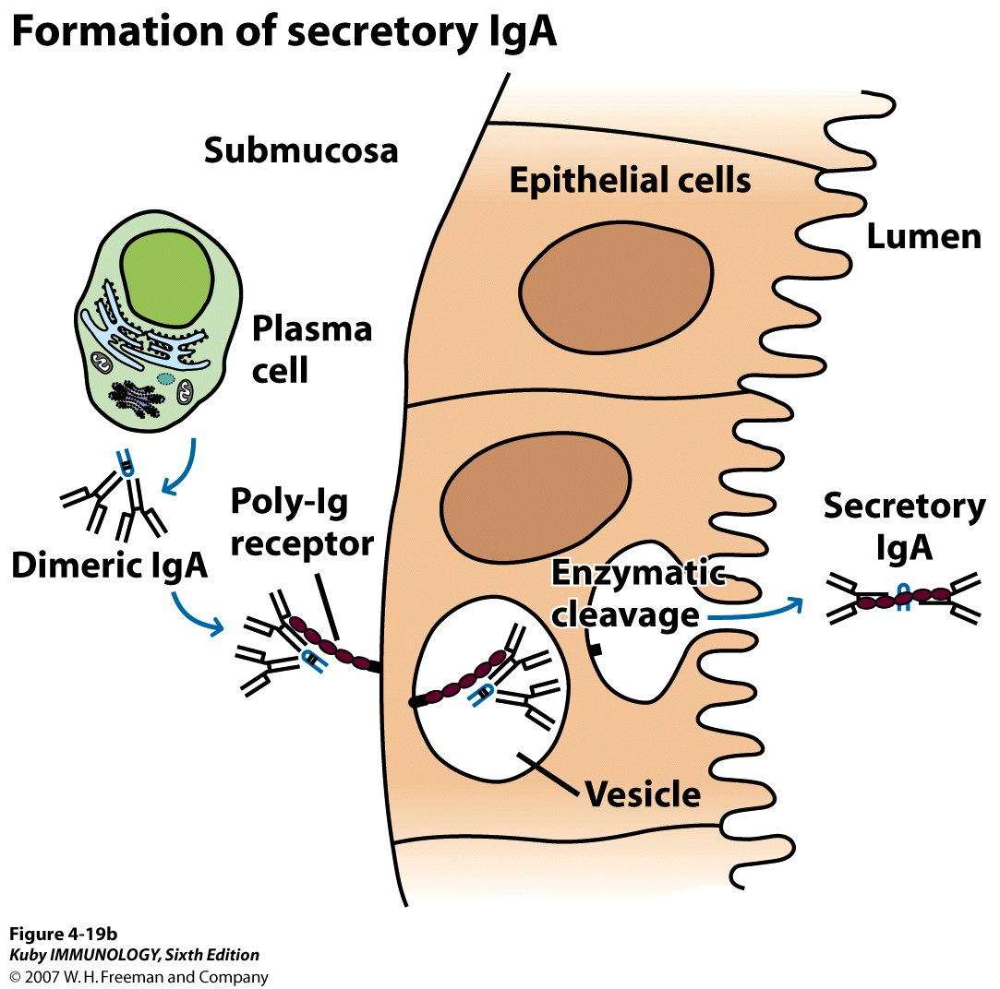 Formation of secretory IgA
Submucosa
Epithelial cells
Lumen
Plasma
cell
Poly-Ig
receptor
Dimeric IgA
Enzymatic
cleavage
Secretory
IgA
Vesicle
Figure 4-19b
Kuby IMMUNOLOGY, Sixth Edition
© 2007 W. H. Freeman and Company